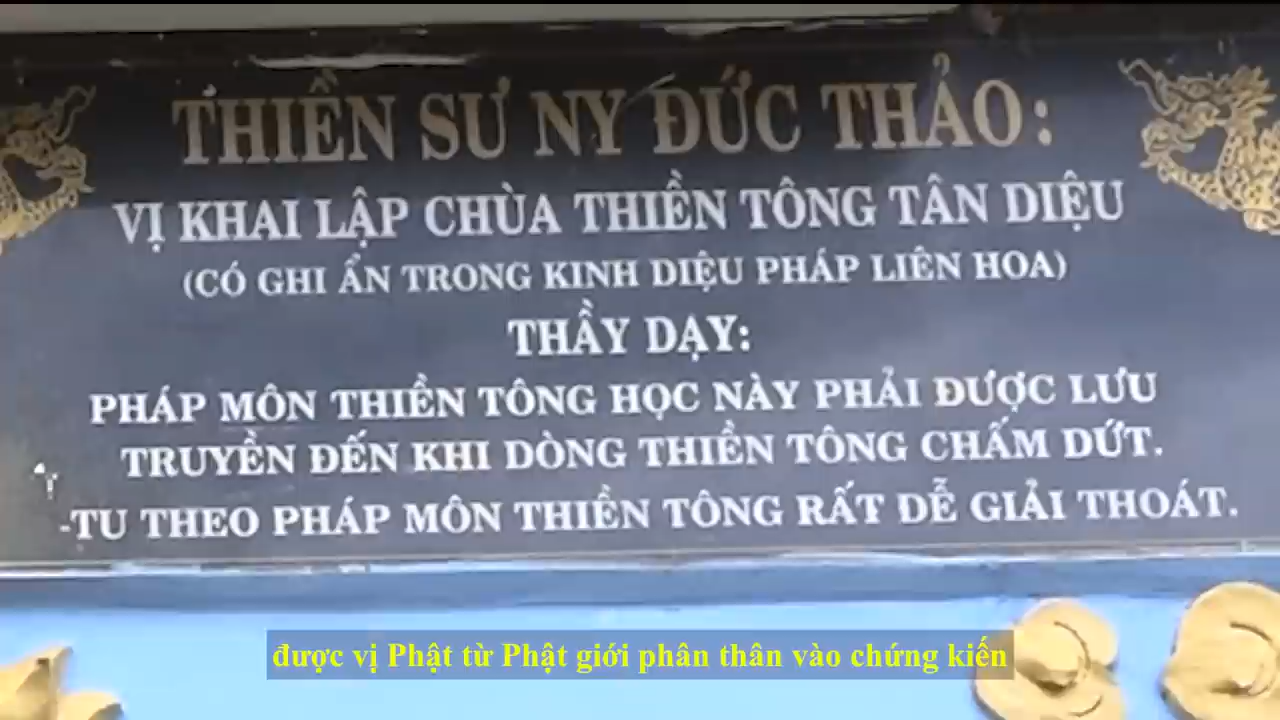 THIỀN SƯ NY ĐỨC THẢO:
VỊ KHAI LẬP CHÙA THIỀN TÔNG TÂN DIỆU
(CÓ GHI ẨN TRONG KINH DIỆU PHÁP LIÊN HOA)
THẦY DẠY:
PHÁP MÔN THIỀN TÔNG HỌC NÀY PHẢI ĐƯỢC LƯU
TRUYỀN ĐẾN KHI DÒNG THIỀN TÔNG CHẤM DỨT.
-TU THEO PHÁP MÔN THIỀN TÔNG RẤT DỄ GIẢI THOÁT.
được vị Phật từ Phật giới phân thân vào chứng kiến